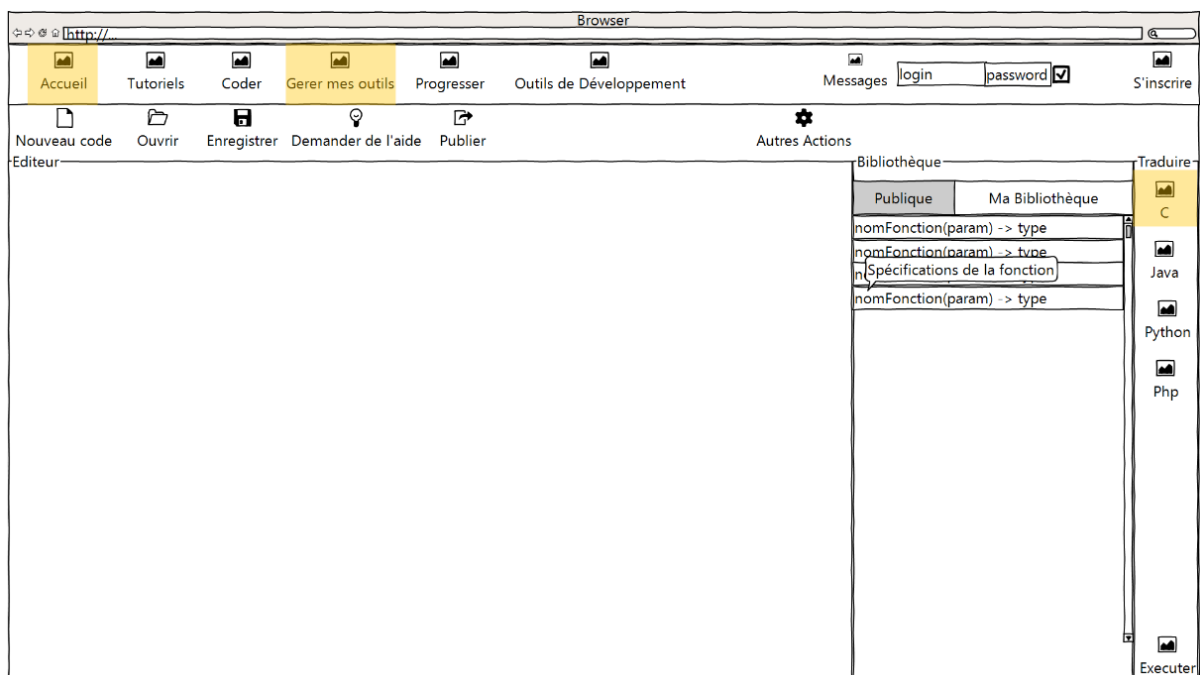 Browser
http://...
Accueil Tutoriels Coder Gerer mes outils Progresser Outils de Développement Messages login password S'inscrire
Nouveau code Ouvrir Enregistrer Demander de l'aide Publier Autres Actions
Editeur Bibliothèque Traduire
Publique Ma Bibliothèque
C
nomFonction(param) -> type
nomFonction(param) -> type
Spécifications de la fonction
Java
nomFonction(param) -> type
Python
Php
Executer